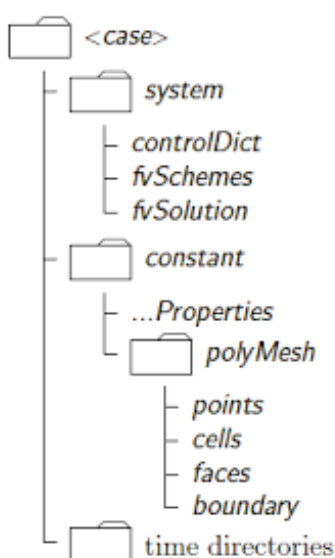 <case>
system
controlDict
fvSchemes
fvSolution
constant
...Properties
polyMesh
points
cells
faces
boundary
time directories